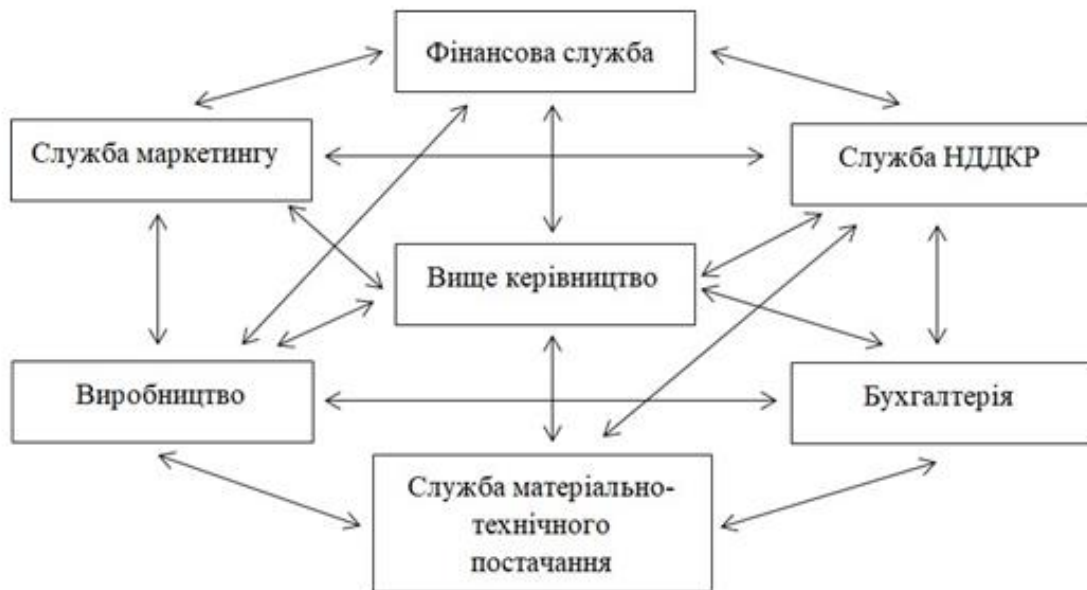 Фінансова служба
Служба маркетингу
Служба НДДКР
Вище керівництво
Виробництво
Бухгалтерія
Служба матеріально-
технічного
постачання